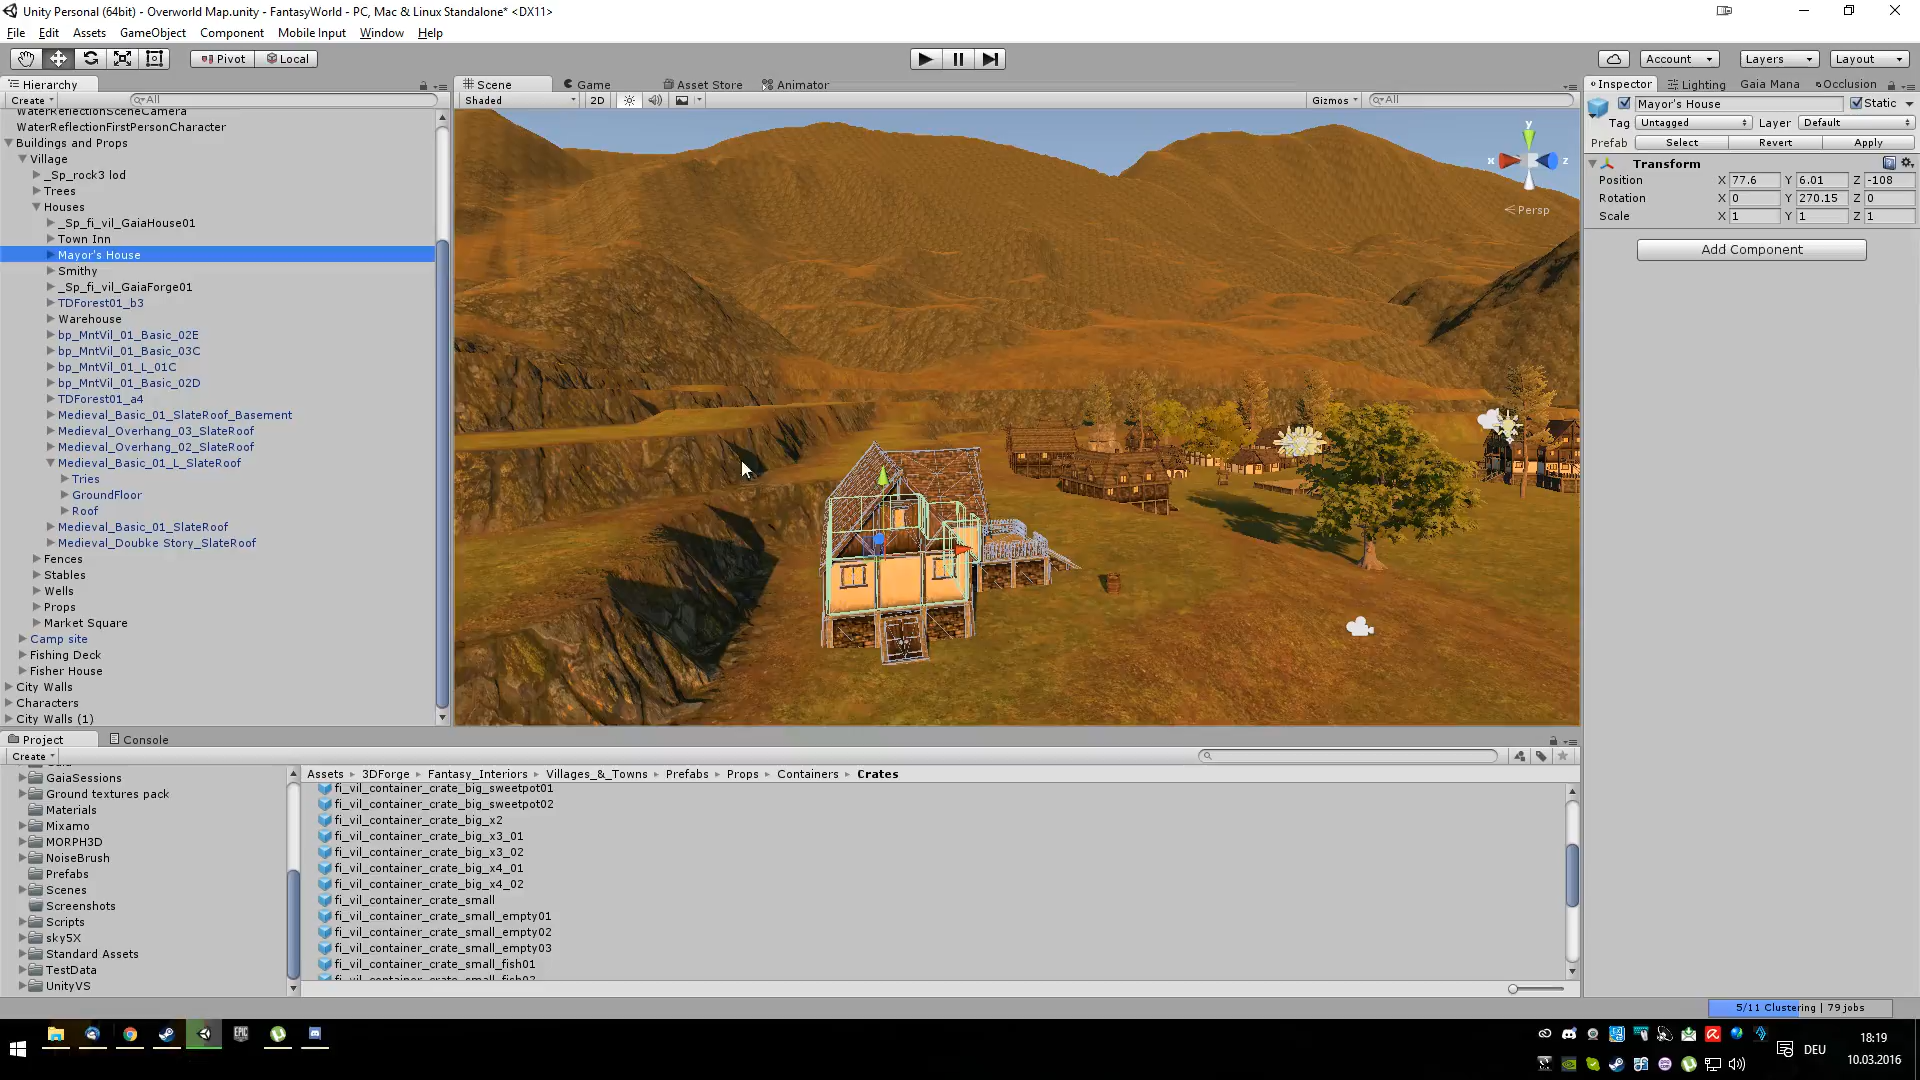 Unity Personal (64bit) - Overworld Map.unity - FantasyWorld - PC, Mac & Linux Standalone* <DX11>
File Edit Assets GameObject Component Mobile Input Window Help
Pivot Local Account Layers Layout
Hierarchy
Create All
WaterReflectionSceneCamera
WaterReflectionFirstPersonCharacter
Buildings and Props
Village
_Sp_rock3 lod
Trees
Houses
_Sp_fi_vil_GaiaHouse01
Town Inn
Mayor's House
Smithy
_Sp_fi_vil_GaiaForge01
TDForest01_b3
Warehouse
bp_MntVil_01_Basic_02E
bp_MntVil_01_Basic_03C
bp_MntVil_01_L_01C
bp_MntVil_01_Basic_02D
TDForest01_a4
Medieval_Basic_01_SlateRoof_Basement
Medieval_Overhang_03_SlateRoof
Medieval_Overhang_02_SlateRoof
Medieval_Basic_01_L_SlateRoof
Tries
GroundFloor
Roof
Medieval_Basic_01_SlateRoof
Medieval_Doubke Story_SlateRoof
Fences
Stables
Wells
Props
Market Square
Camp site
Fishing Deck
Fisher House
City Walls
Characters
City Walls (1)
Scene Game Asset Store Animator
Shaded 2D Gizmos All
y
x z
Persp
Inspector Lighting Gaia Mana Occlusion
Mayor's House Static
Tag Untagged Layer Default
Prefab Select Revert Apply
Transform
Position X 77.6 Y 6.01 Z -108
Rotation X 0 Y 270.15 Z 0
Scale X 1 Y 1 Z 1
Add Component
Project Console
Create
GaiaSessions
Ground textures pack
Materials
Mixamo
MORPH3D
NoiseBrush
Prefabs
Scenes
Screenshots
Scripts
sky5X
Standard Assets
TestData
UnityVS
Assets 3DForge Fantasy_Interiors Villages_&_Towns Prefabs Props Containers Crates
fi_vil_container_crate_big_sweetpot01
fi_vil_container_crate_big_sweetpot02
fi_vil_container_crate_big_x2
fi_vil_container_crate_big_x3_01
fi_vil_container_crate_big_x3_02
fi_vil_container_crate_big_x4_01
fi_vil_container_crate_big_x4_02
fi_vil_container_crate_small
fi_vil_container_crate_small_empty01
fi_vil_container_crate_small_empty02
fi_vil_container_crate_small_empty03
fi_vil_container_crate_small_fish01
fi_vil_container_crate_small_fish02
5/11 Clustering | 79 jobs
EPIC
DEU
18:19
10.03.2016